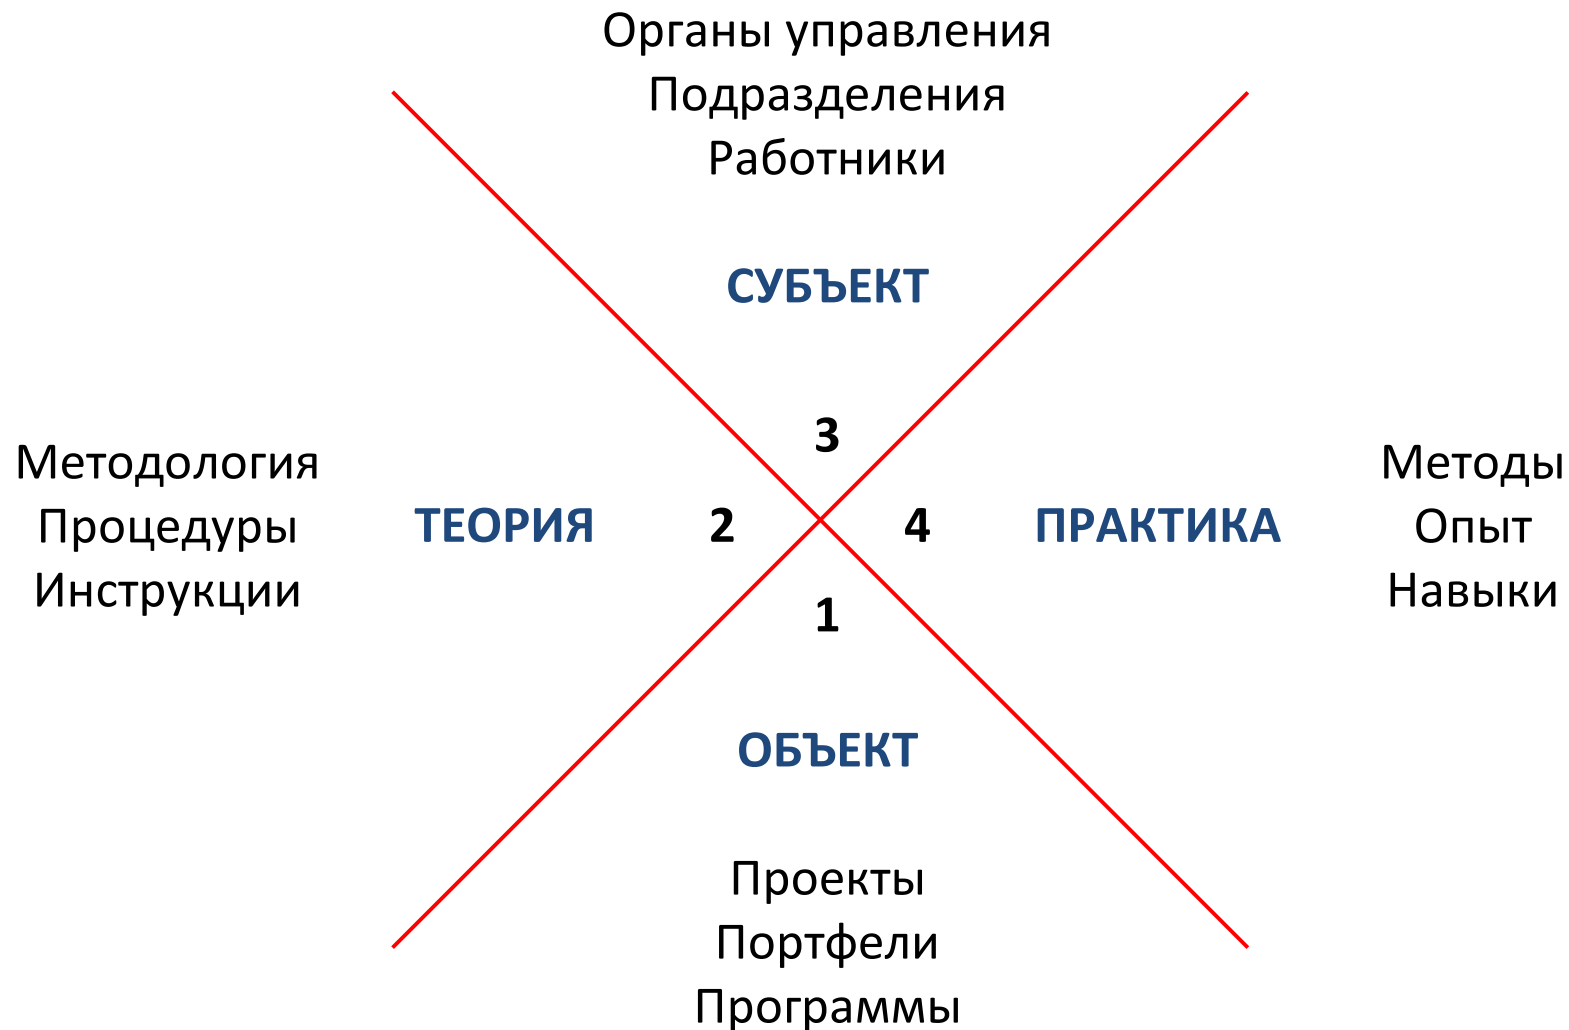 Органы управления
Подразделения
Работники
СУБЪЕКТ
3
Методология
Процедуры
Инструкции
ТЕОРИЯ
2
4
ПРАКТИКА
Методы
Опыт
Навыки
1
ОБЪЕКТ
Проекты
Портфели
Программы